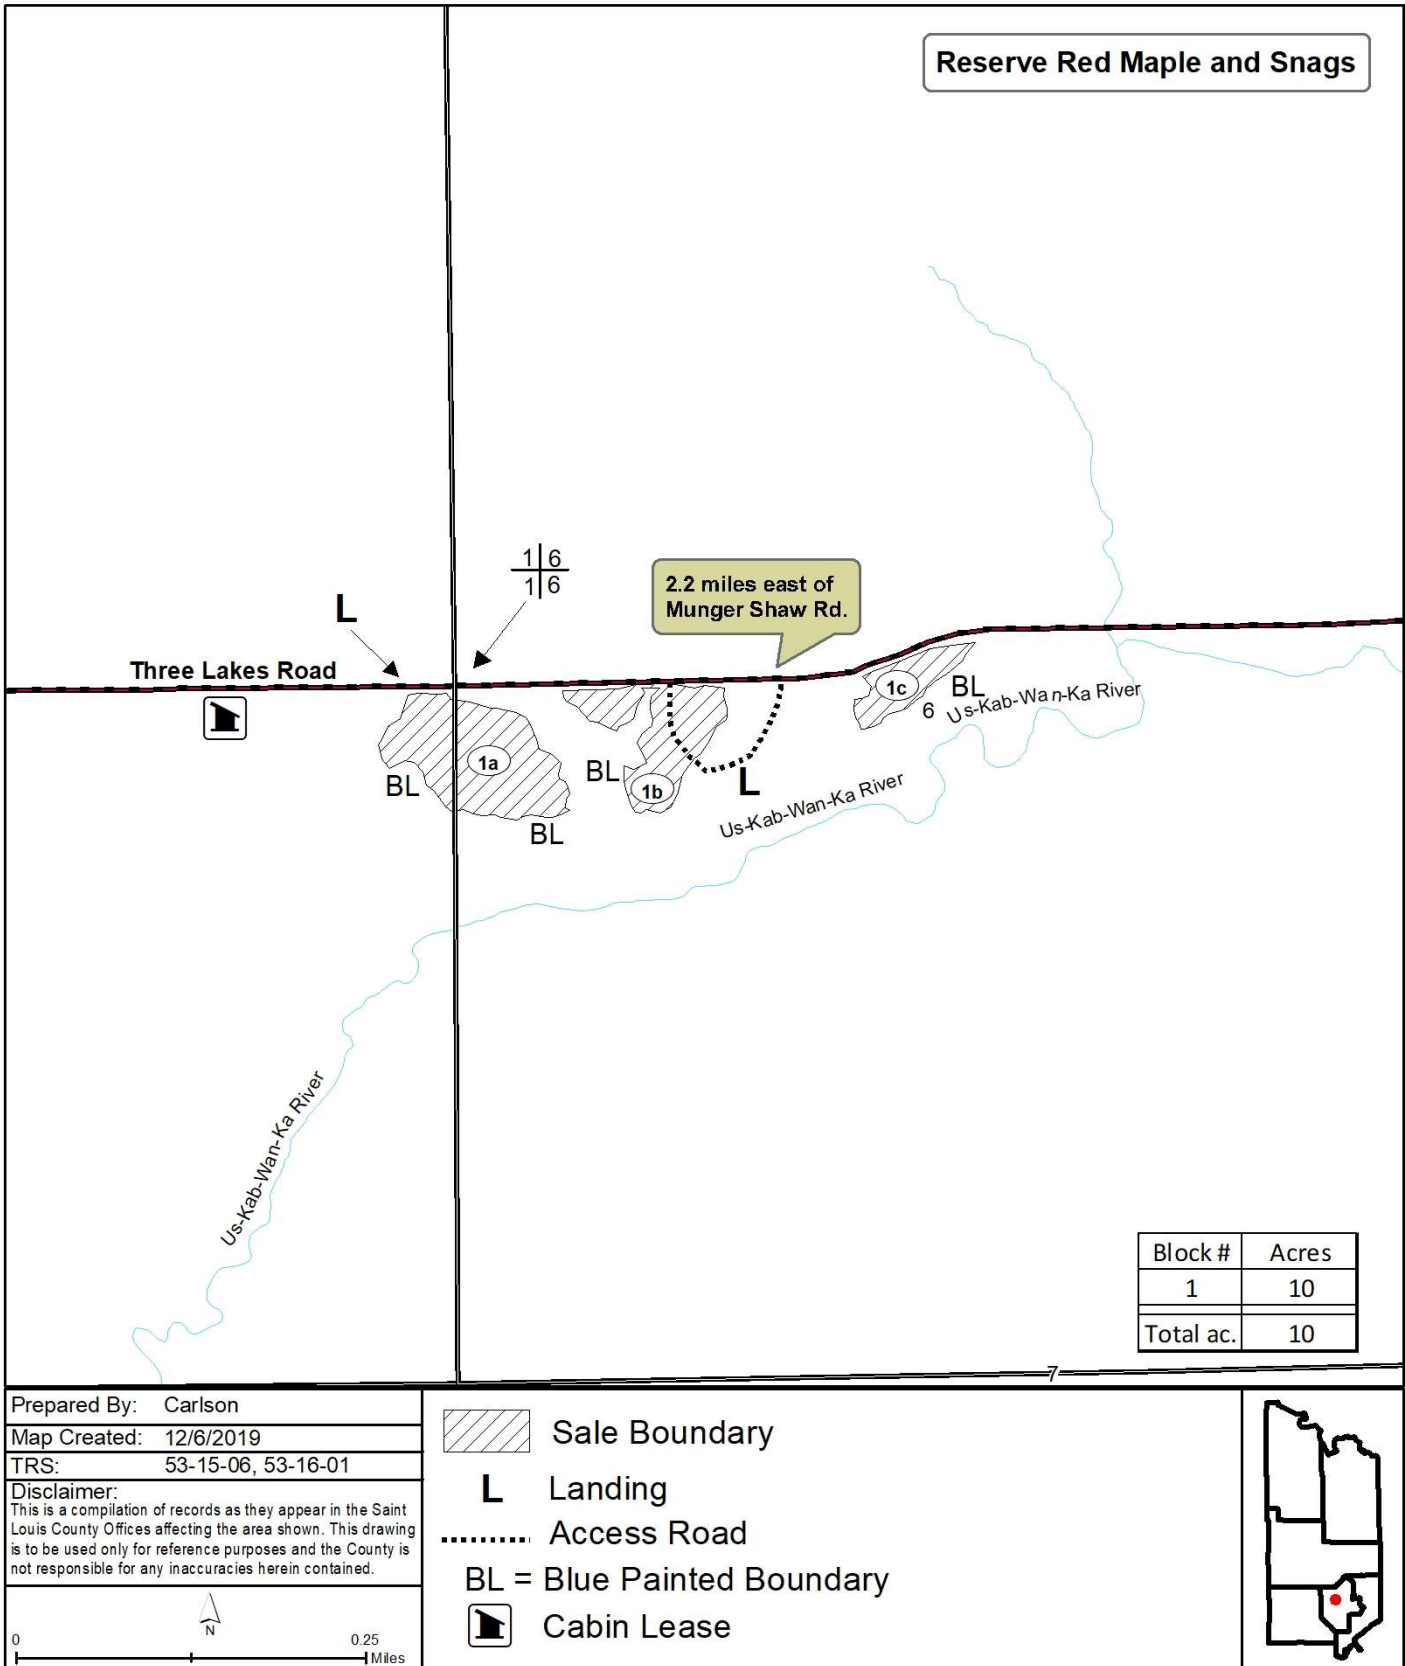 Reserve Red Maple and Snags
1 6
1 6
L
2.2 miles east of
Munger Shaw Rd.
Three Lakes Road
1c
BL
6
Us-Kab-Wan-Ka River
1a
BL
BL
1b
L
BL
Us-Kab-Wan-Ka River
Us-Kab-Wan-Ka River
Block # Acres
1 10
Total ac. 10
7
Prepared By: Carlson
Map Created: 12/6/2019
TRS: 53-15-06, 53-16-01
Disclaimer:
This is a compilation of records as they appear in the Saint
Louis County Offices affecting the area shown. This drawing
is to be used only for reference purposes and the County is
not responsible for any inaccuracies herein contained.
N
0 0.25
Miles
Sale Boundary
L Landing
Access Road
BL = Blue Painted Boundary
Cabin Lease